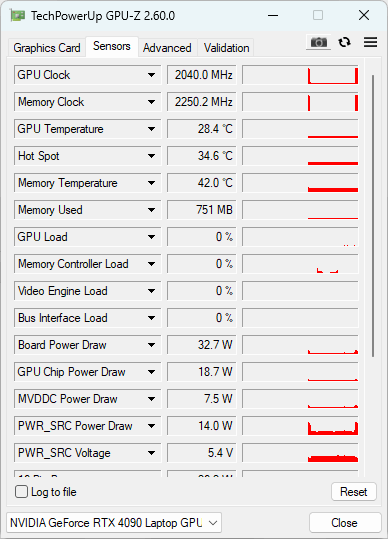 TechPowerUp GPU-Z 2.60.0
Graphics Card Sensors Advanced Validation
GPU Clock 2040.0 MHz
Memory Clock 2250.2 MHz
GPU Temperature 28.4 °C
Hot Spot 34.6 °C
Memory Temperature 42.0 °C
Memory Used 751 MB
GPU Load 0 %
Memory Controller Load 0 %
Video Engine Load 0 %
Bus Interface Load 0 %
Board Power Draw 32.7 W
GPU Chip Power Draw 18.7 W
MVDDC Power Draw 7.5 W
PWR_SRC Power Draw 14.0 W
PWR_SRC Voltage 5.4 V
Log to file Reset
NVIDIA GeForce RTX 4090 Laptop GPU Close